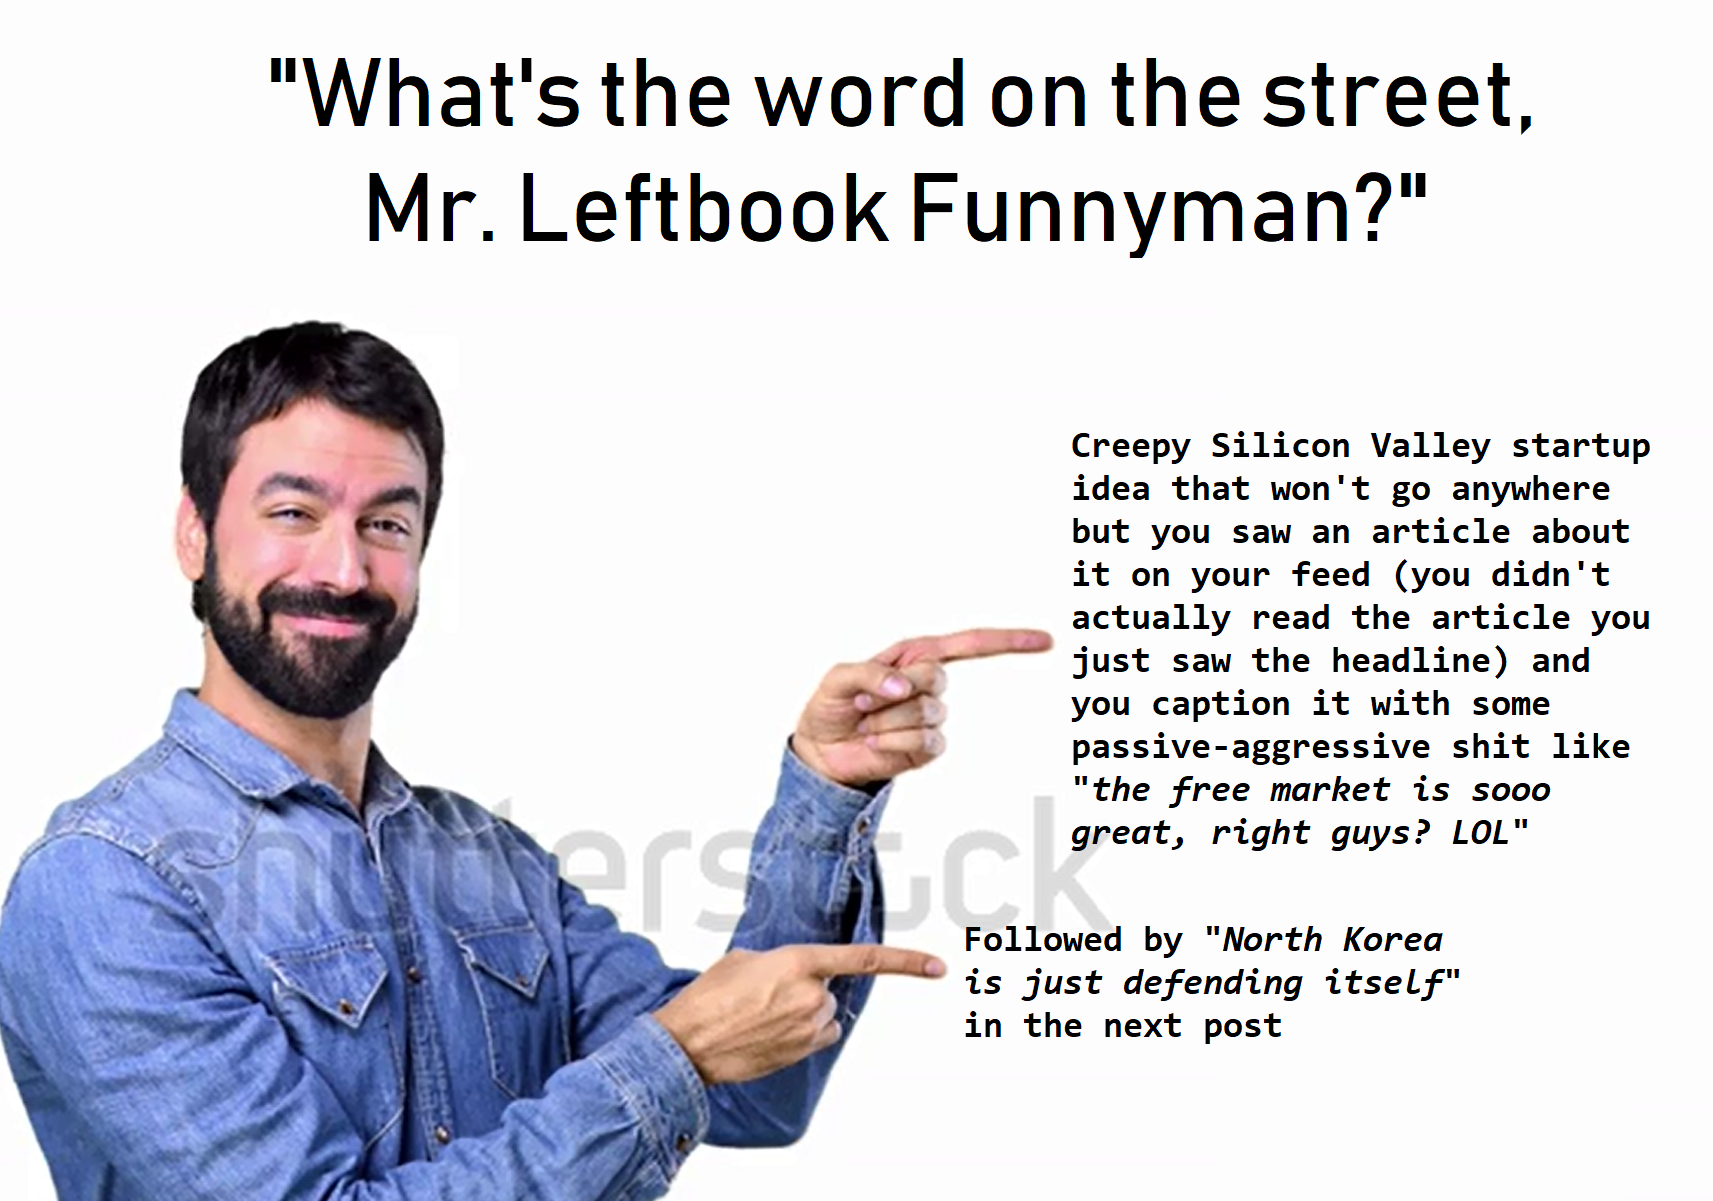 "What's the word on the street,
Mr. Leftbook Funnyman?"
Creepy Silicon Valley startup
idea that won't go anywhere
but you saw an article about
it on your feed (you didn't
actually read the article you
just saw the headline) and
you caption it with some
passive-aggressive shit like
"the free market is sooo
great, right guys? LOL"
shutterstock
Followed by "North Korea
is just defending itself"
in the next post